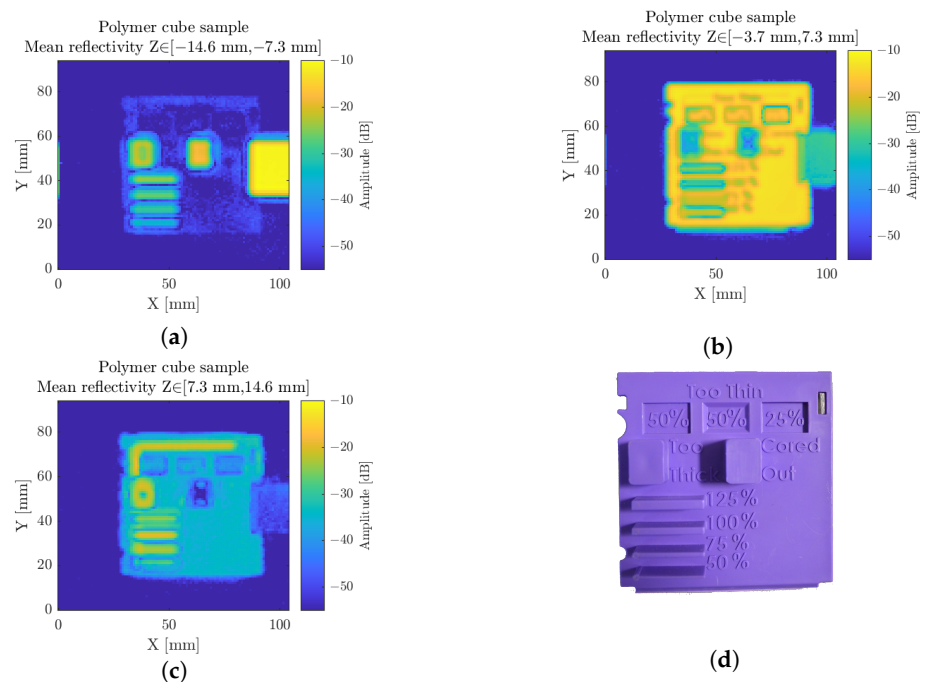 Polymer cube sample
Mean reflectivity Z∈[−14.6 mm,−7.3 mm]
80
60
40
20
0
0
50
100
Y [mm]
X [mm]
−10
−20
−30
−40
−50
Amplitude [dB]
(a)
Polymer cube sample
Mean reflectivity Z∈[−3.7 mm,7.3 mm]
80
60
40
20
0
0
50
100
Y [mm]
X [mm]
−10
−20
−30
−40
−50
Amplitude [dB]
(b)
Polymer cube sample
Mean reflectivity Z∈[7.3 mm,14.6 mm]
80
60
40
20
0
0
50
100
Y [mm]
X [mm]
−10
−20
−30
−40
−50
Amplitude [dB]
(c)
Too Thin
50% 50% 25%
Too Cored
Thick Out
125%
100%
75%
50%
(d)